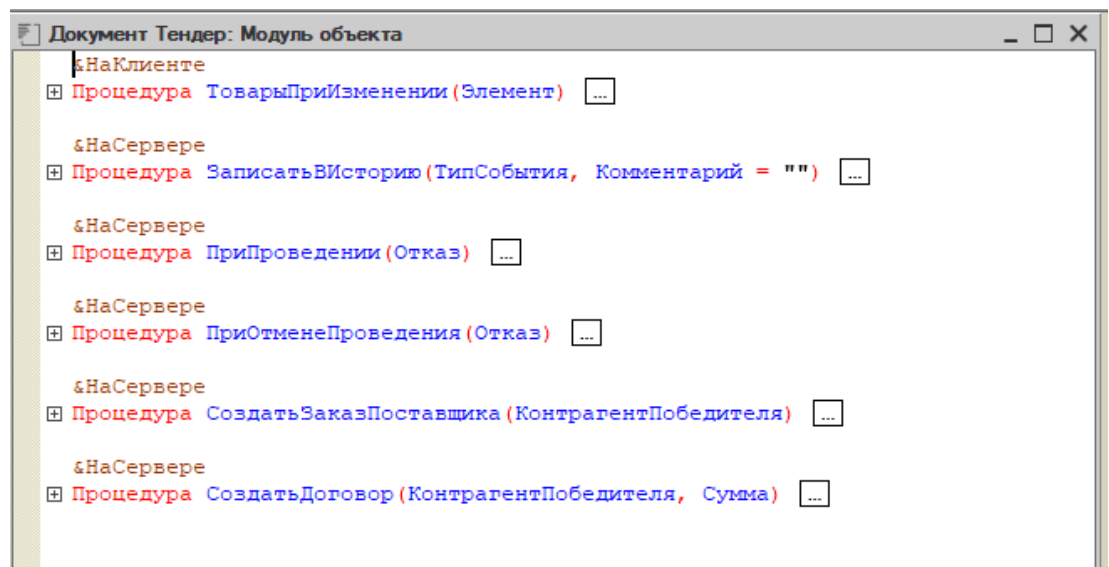 Документ Тендер: Модуль объекта
&НаКлиенте
Процедура ТоварыПриИзменении(Элемент) ...
&НаСервере
Процедура ЗаписатьВИсторию(ТипСобытия, Комментарий = "") ...
&НаСервере
Процедура ПриПроведении(Отказ) ...
&НаСервере
Процедура ПриОтменеПроведения(Отказ) ...
&НаСервере
Процедура СоздатьЗаказПоставщика(КонтрагентПобедителя) ...
&НаСервере
Процедура СоздатьДоговор(КонтрагентПобедителя, Сумма) ...